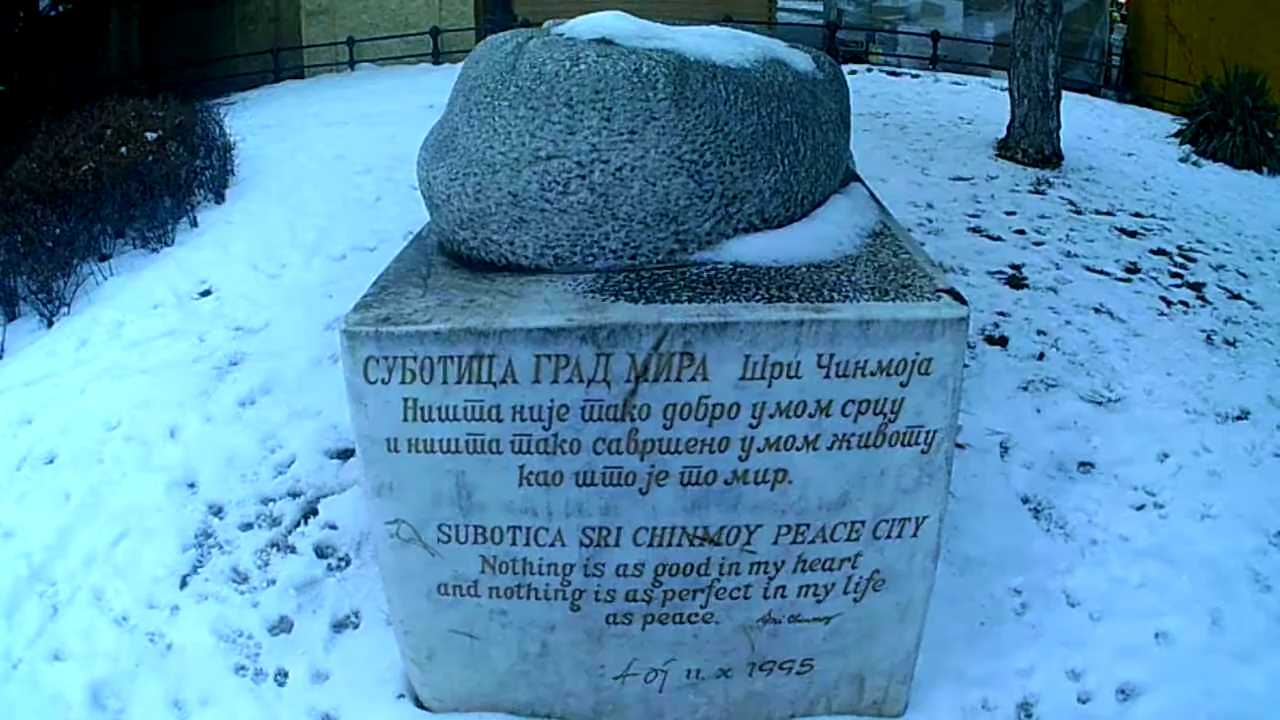 СУБОТИЦА ГРАД МИРА Шри Чинмоја
Ништа није тако добро у мом срцу
и ништа тако савршено у мом животу
као што је то мир.
SUBOTICA SRI CHINMOY PEACE CITY
Nothing is as good in my heart
and nothing is as perfect in my life
as peace. Sri Chinmoy
11. X 1995